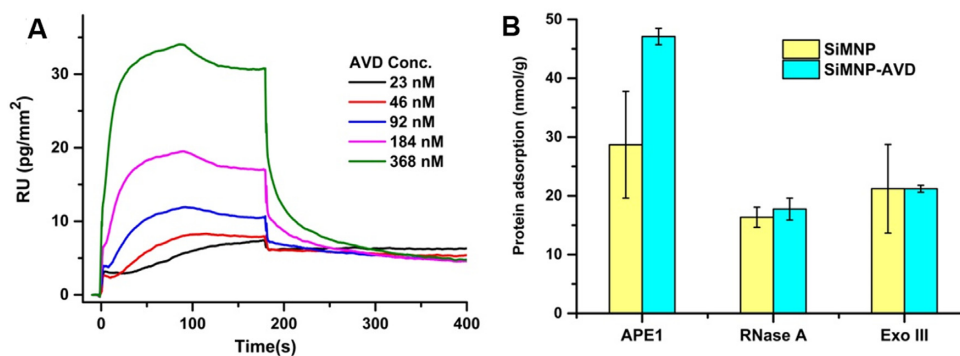 A
AVD Conc.
23 nM
46 nM
92 nM
184 nM
368 nM
RU (pg/mm²)
30
20
10
0
0
100
200
300
400
Time(s)
B
SiMNP
SiMNP-AVD
Protein adsorption (nmol/g)
50
40
30
20
10
0
APE1
RNase A
Exo III